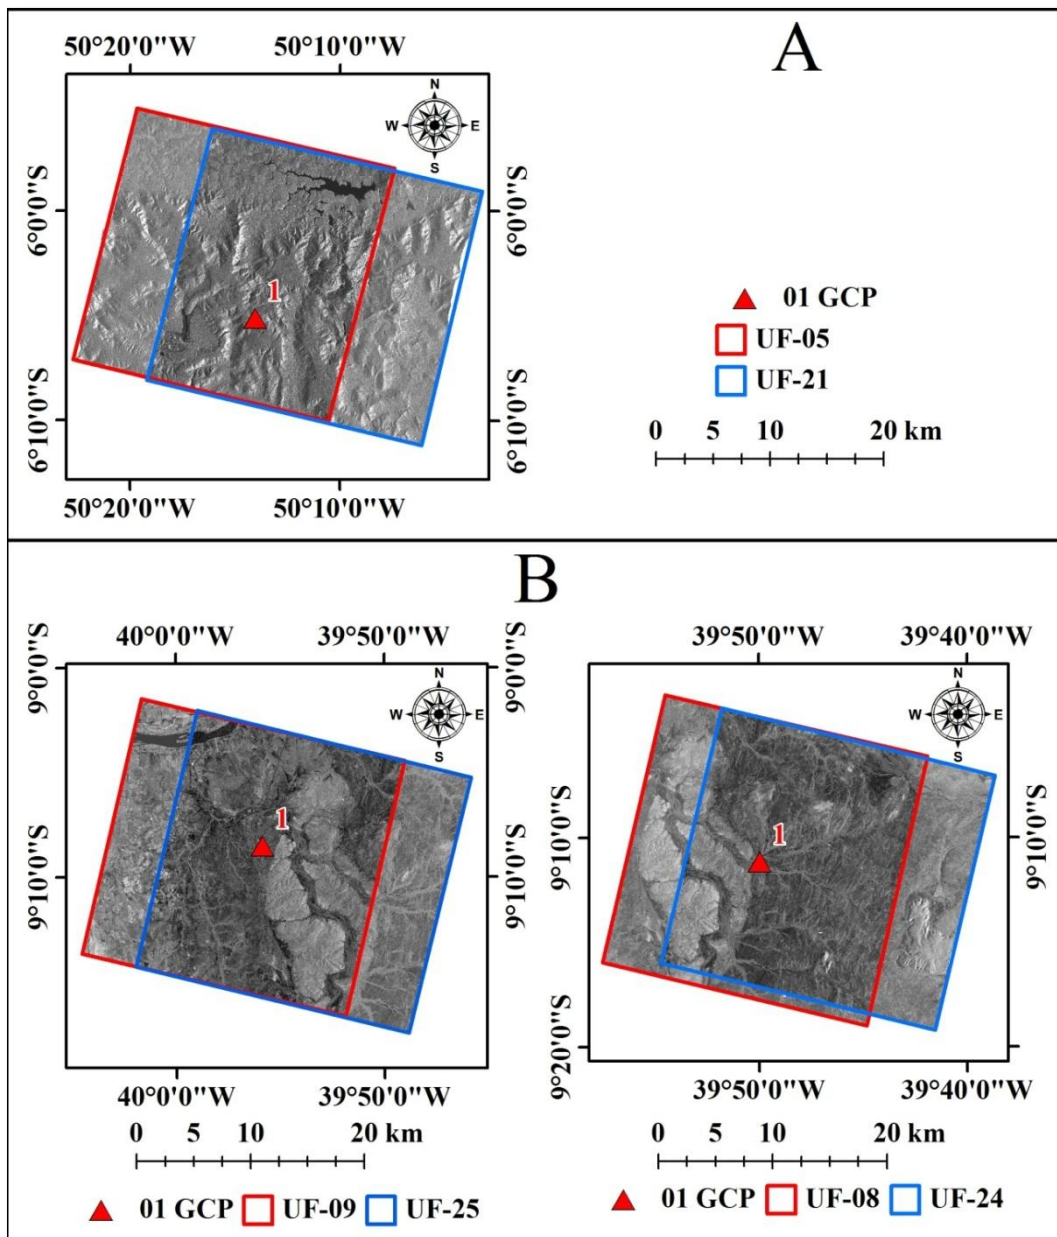 A
50°20'0"W 50°10'0"W
N
W E
S
6°0'0"S 6°0'0"S
1
6°10'0"S 6°10'0"S
50°20'0"W 50°10'0"W
01 GCP
UF-05
UF-21
0 5 10 20 km
B
40°0'0"W 39°50'0"W
N
W E
S
9°0'0"S 9°0'0"S
1
9°10'0"S 9°10'0"S
40°0'0"W 39°50'0"W
0 5 10 20 km
01 GCP UF-09 UF-25
39°50'0"W 39°40'0"W
N
W E
S
9°10'0"S 9°10'0"S
1
9°20'0"S
39°50'0"W 39°40'0"W
0 5 10 20 km
01 GCP UF-08 UF-24